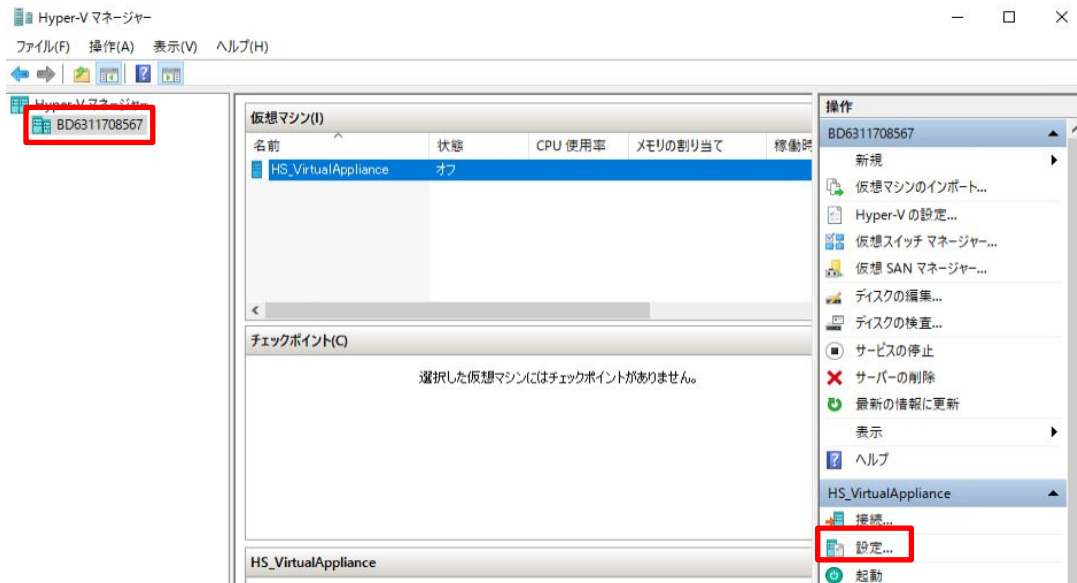 Hyper-V マネージャー
ファイル(F) 操作(A) 表示(V) ヘルプ(H)
Hyper-V マネージャー
BD6311708567
仮想マシン(I)
名前 状態 CPU 使用率 メモリの割り当て 稼働時
HS_VirtualAppliance オフ
チェックポイント(C)
選択した仮想マシンにはチェックポイントがありません。
HS_VirtualAppliance
操作
BD6311708567
新規
仮想マシンのインポート...
Hyper-V の設定...
仮想スイッチ マネージャー...
仮想 SAN マネージャー...
ディスクの編集...
ディスクの検査...
サービスの停止
サーバーの削除
最新の情報に更新
表示
ヘルプ
HS_VirtualAppliance
接続...
設定...
起動